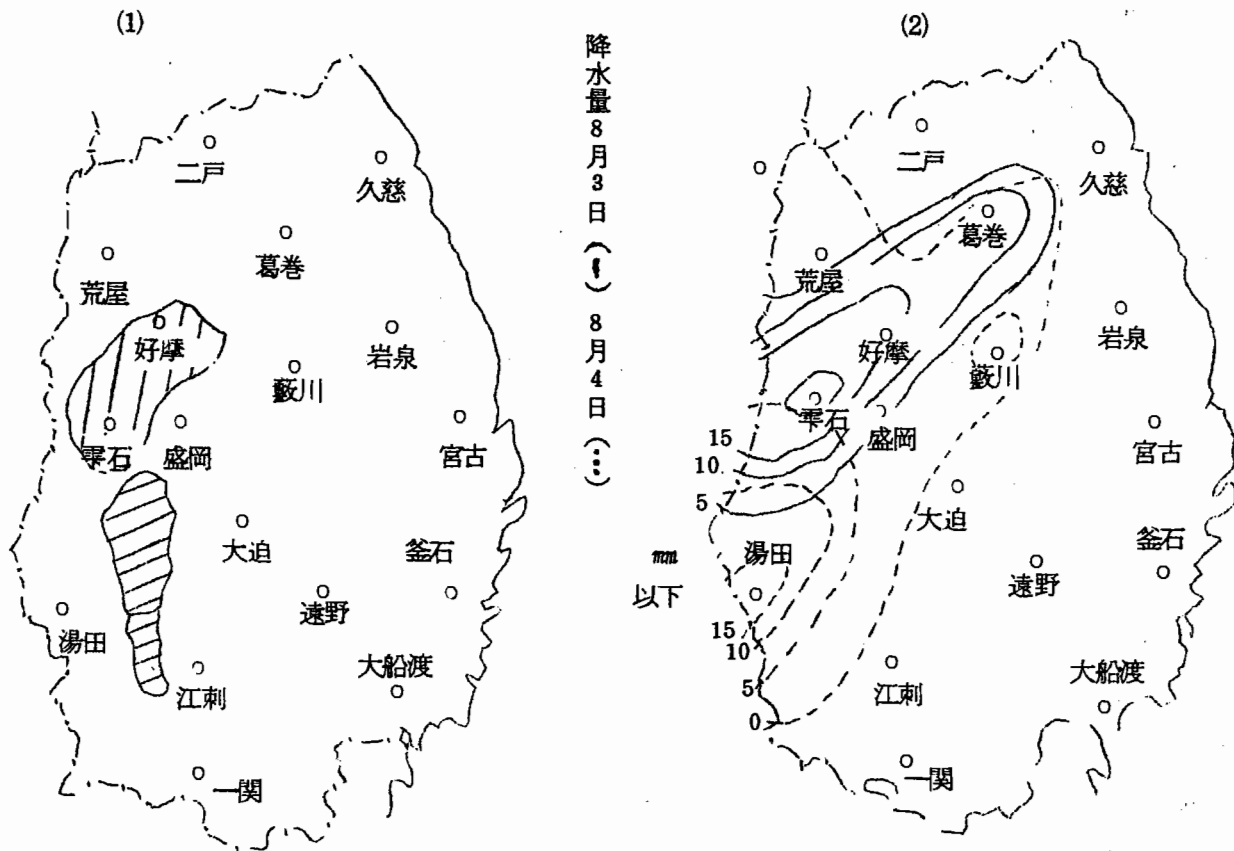 (1)
二戸
久慈
葛巻
荒屋
好摩
岩泉
藪川
雫石
盛岡
宮古
大迫
釜石
遠野
湯田
大船渡
江刺
一関
降水量8月3日(━)8月4日(┅)
(2)
二戸
久慈
葛巻
荒屋
岩泉
好摩
藪川
雫石
盛岡
宮古
15
10
5
大迫
釜石
湯田
mm
以下
遠野
15
10
5
0
江刺
大船渡
一関